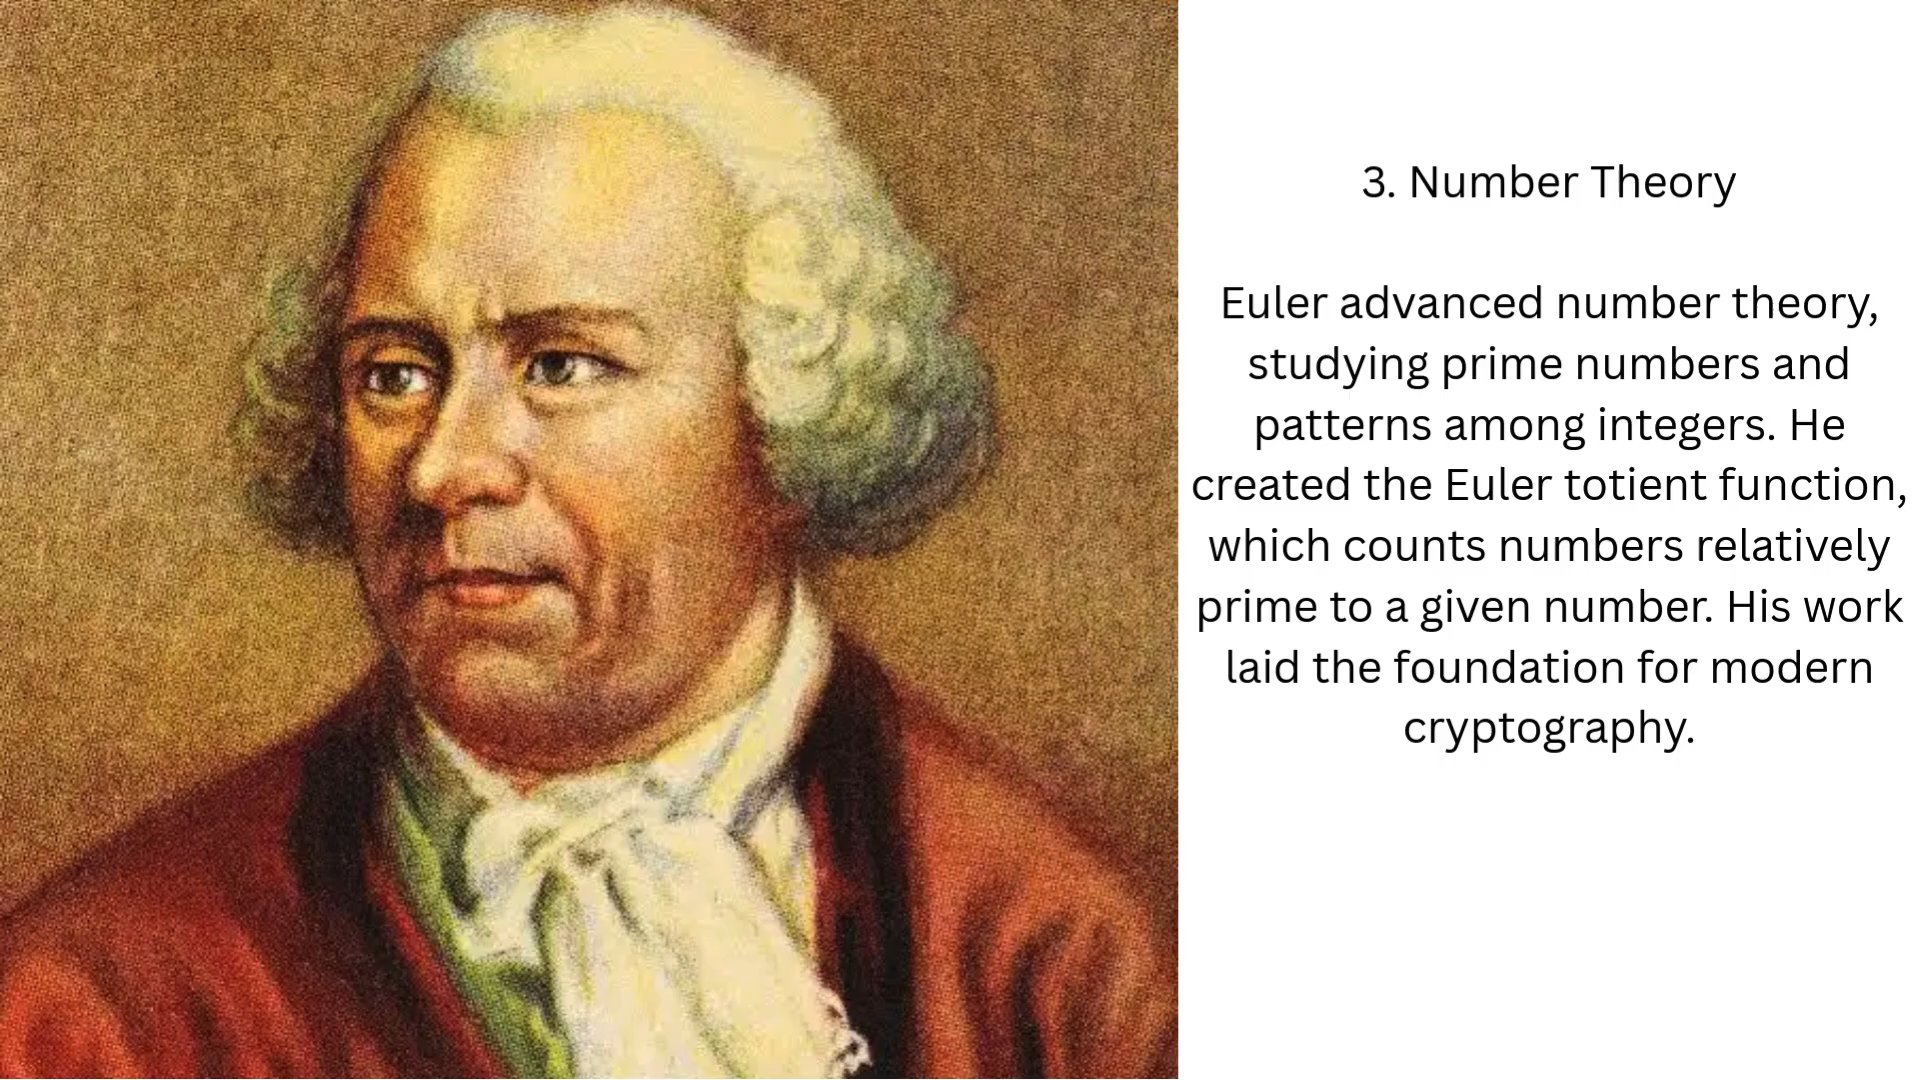 3. Number Theory
Euler advanced number theory,
studying prime numbers and
patterns among integers. He
created the Euler totient function,
which counts numbers relatively
prime to a given number. His work
laid the foundation for modern
cryptography.